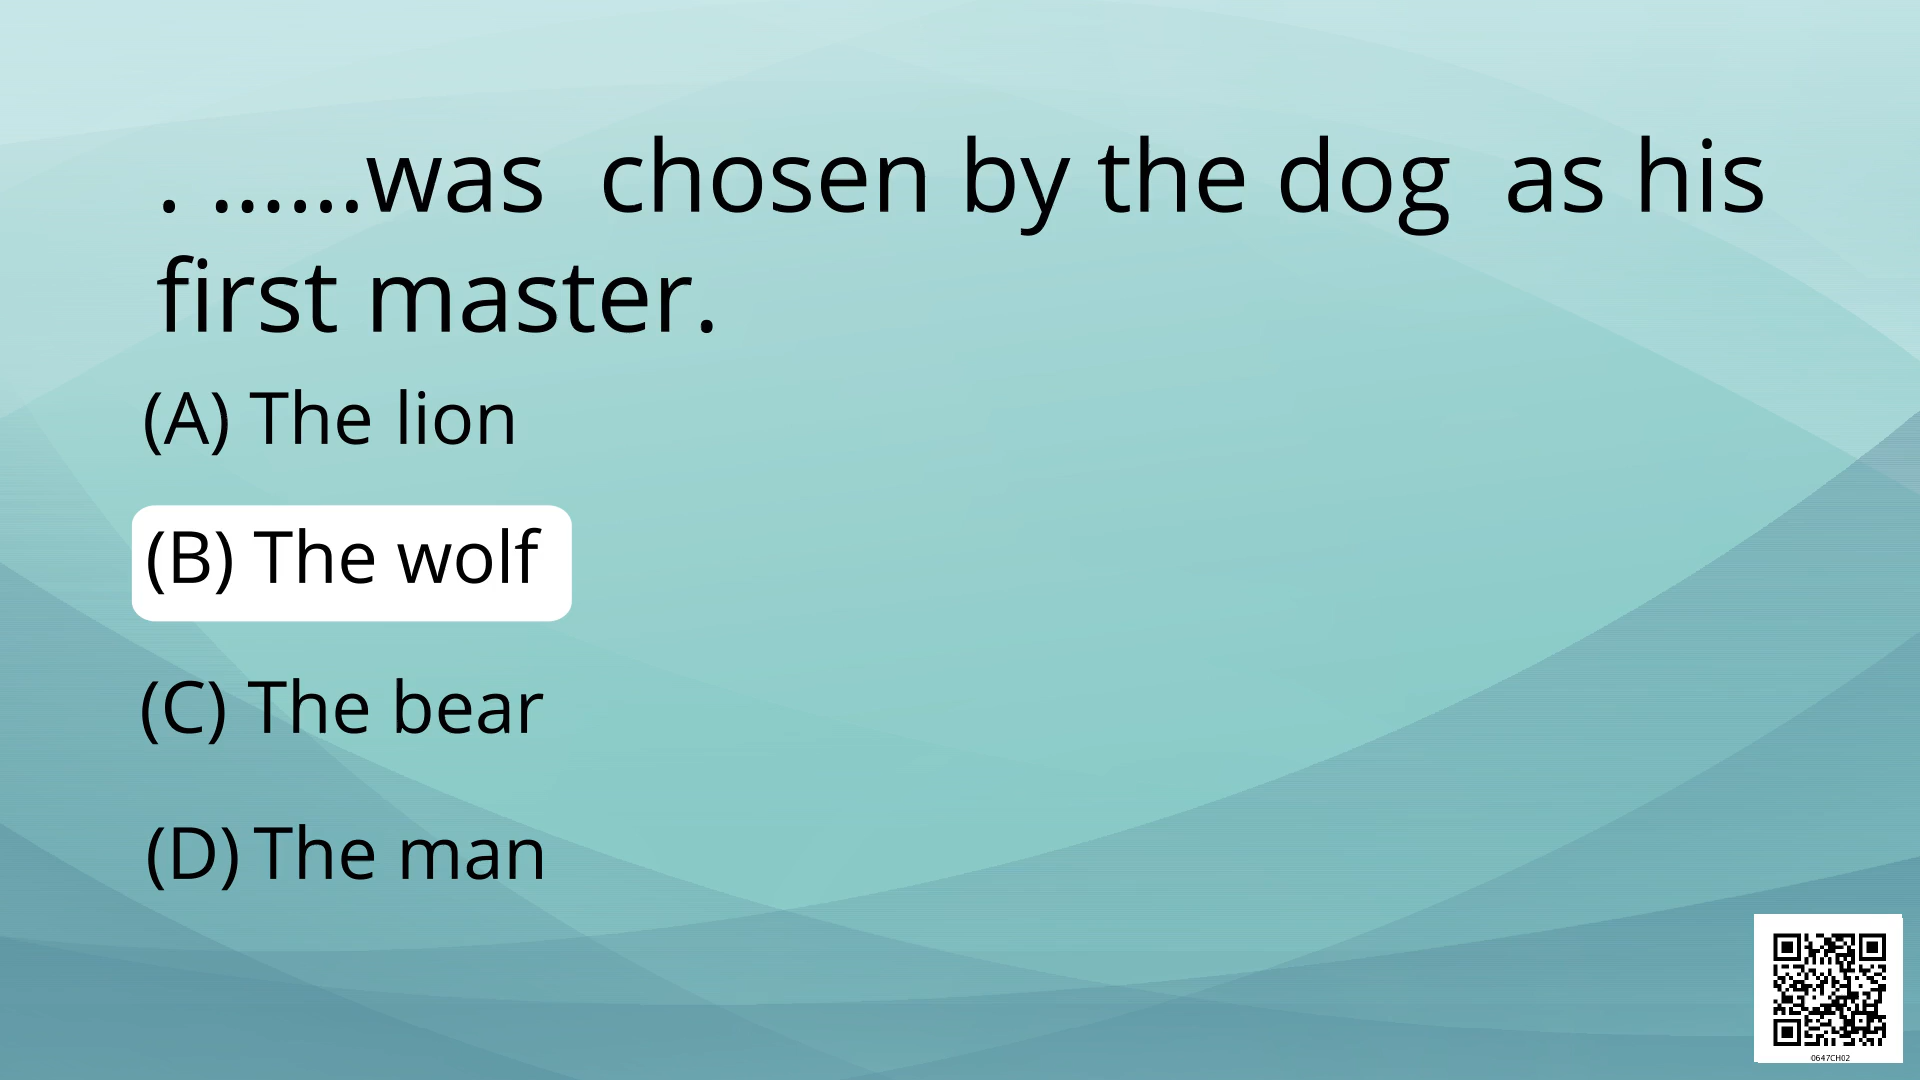 . ......was  chosen by the dog  as his
first master.
(A) The lion
(B) The wolf
(C) The bear
(D) The man
0647CH02